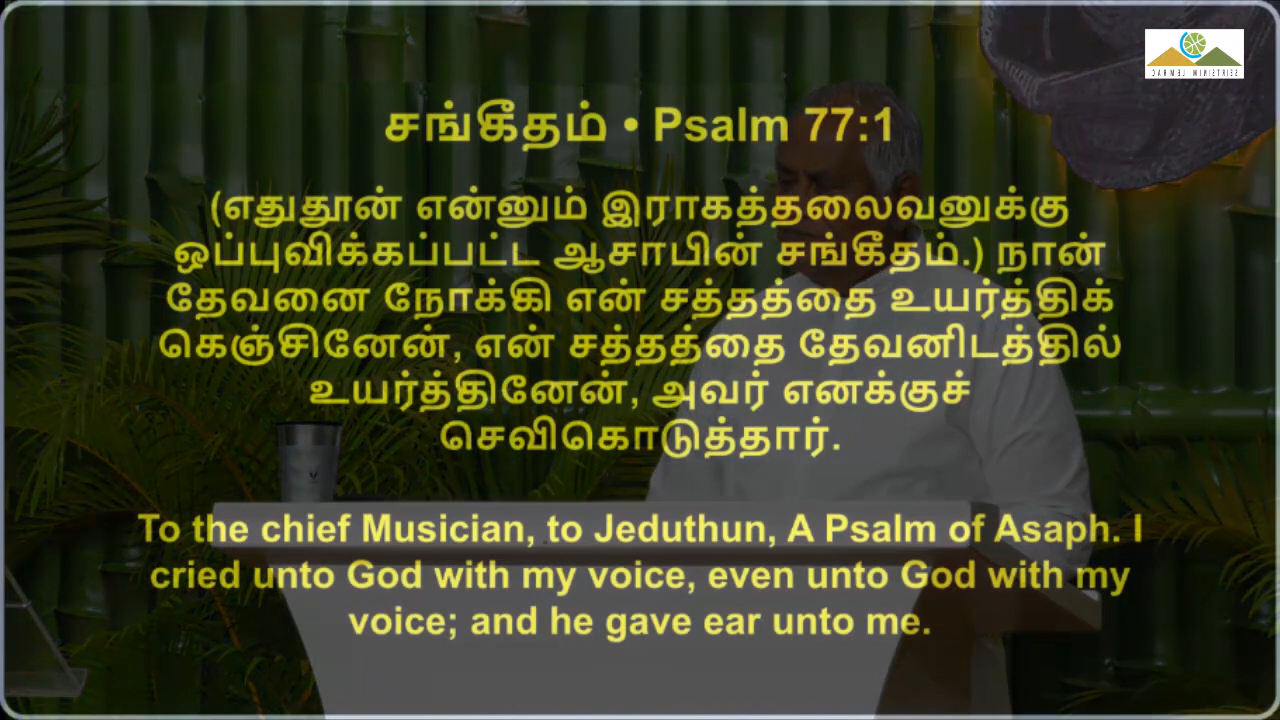 சங்கீதம் • Psalm 77:1
(எதுதூன் என்னும் இராகத்தலைவனுக்கு
ஒப்புவிக்கப்பட்ட ஆசாபின் சங்கீதம்.) நான்
தேவனை நோக்கி என் சத்தத்தை உயர்த்திக்
கெஞ்சினேன், என் சத்தத்தை தேவனிடத்தில்
உயர்த்தினேன், அவர் எனக்குச்
செவிகொடுத்தார்.
To the chief Musician, to Jeduthun, A Psalm of Asaph. I
cried unto God with my voice, even unto God with my
voice; and he gave ear unto me.
CARMEL MINISTRIES